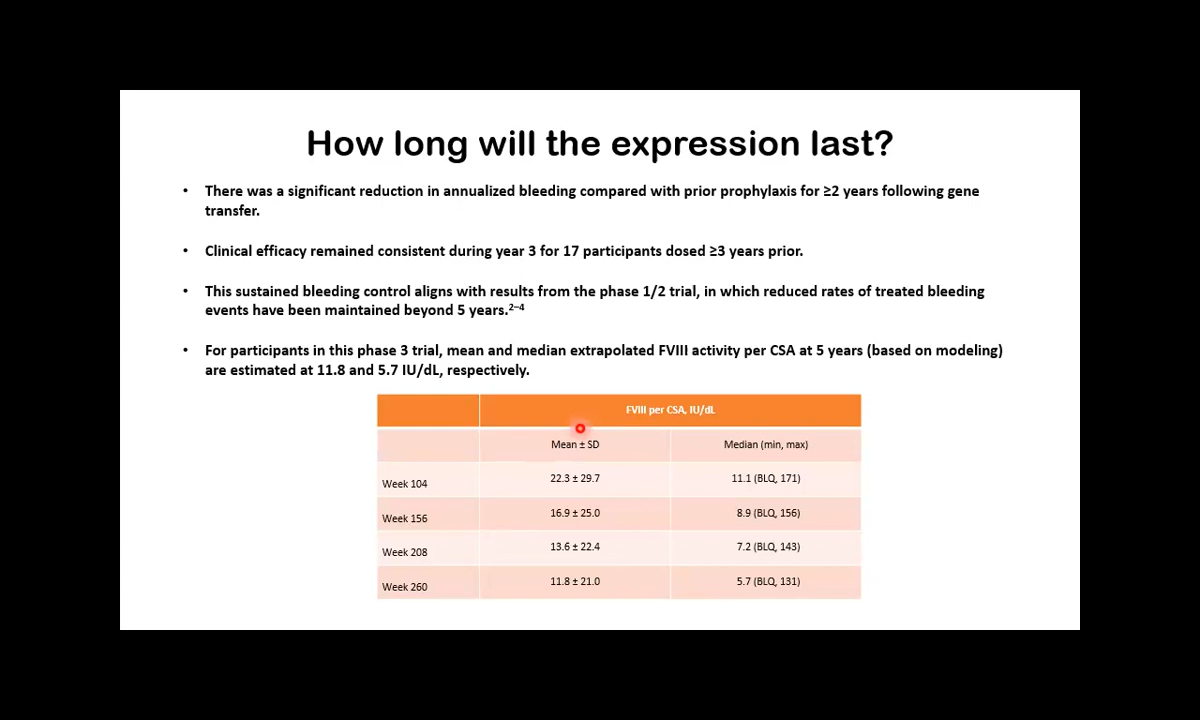 How long will the expression last?
• There was a significant reduction in annualized bleeding compared with prior prophylaxis for ≥2 years following gene
transfer.
• Clinical efficacy remained consistent during year 3 for 17 participants dosed ≥3 years prior.
• This sustained bleeding control aligns with results from the phase 1/2 trial, in which reduced rates of treated bleeding
events have been maintained beyond 5 years.²⁻⁴
• For participants in this phase 3 trial, mean and median extrapolated FVIII activity per CSA at 5 years (based on modeling)
are estimated at 11.8 and 5.7 IU/dL, respectively.
FVIII per CSA, IU/dL
Mean ± SD Median (min, max)
Week 104 22.3 ± 29.7 11.1 (BLQ, 171)
Week 156 16.9 ± 25.0 8.9 (BLQ, 156)
Week 208 13.6 ± 22.4 7.2 (BLQ, 143)
Week 260 11.8 ± 21.0 5.7 (BLQ, 131)